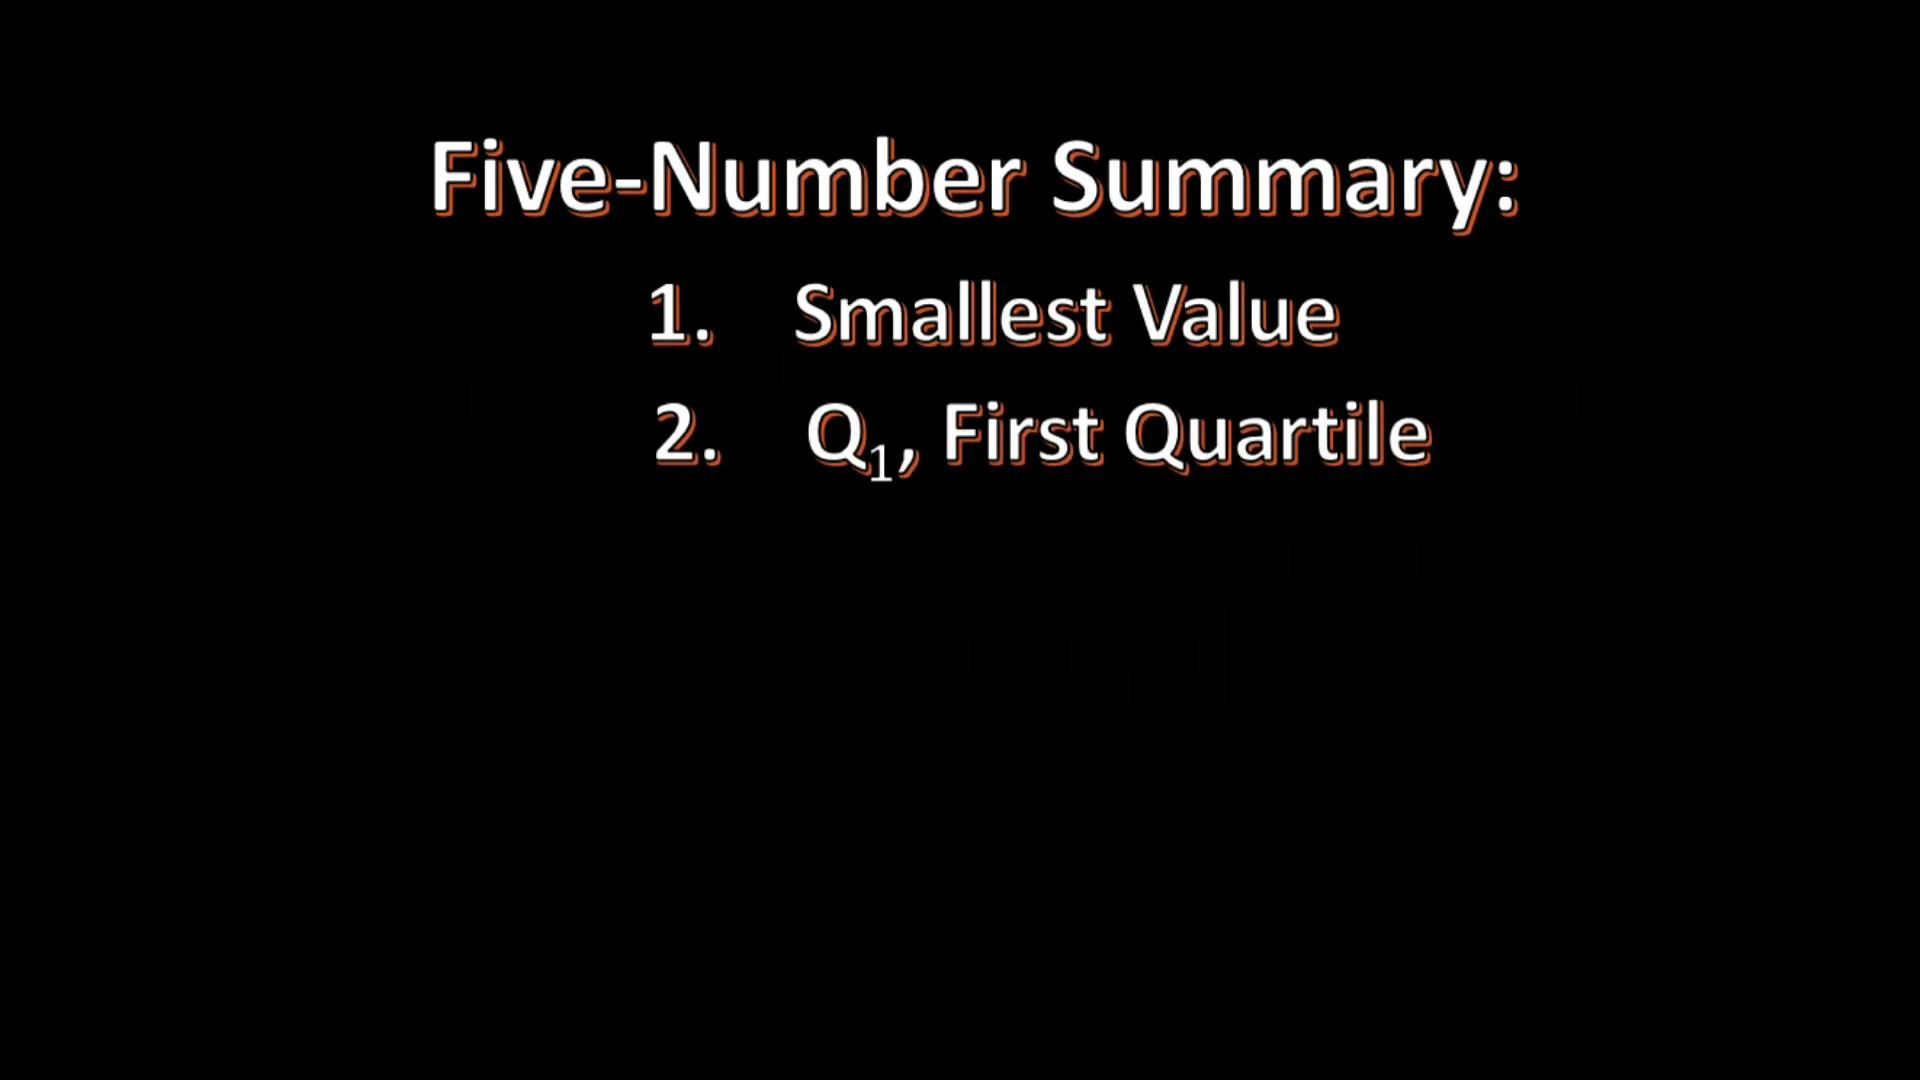 Five-Number Summary:
1. Smallest Value
2. Q₁, First Quartile